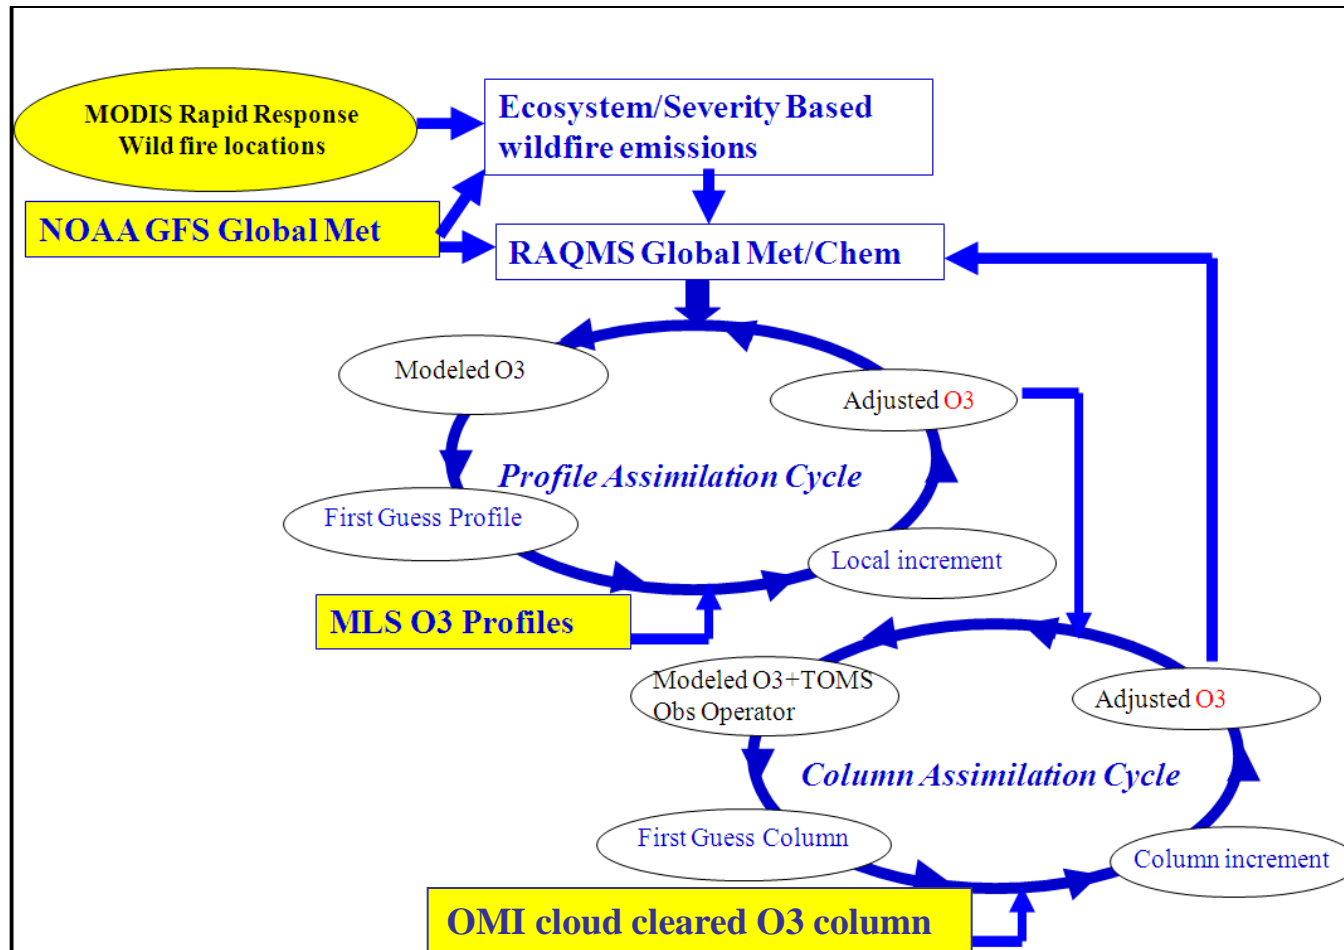 MODIS Rapid Response
Wild fire locations
Ecosystem/Severity Based
wildfire emissions
NOAA GFS Global Met
RAQMS Global Met/Chem
Modeled O3
Adjusted O3
Profile Assimilation Cycle
First Guess Profile
Local increment
MLS O3 Profiles
Modeled O3+TOMS
Obs Operator
Adjusted O3
Column Assimilation Cycle
First Guess Column
Column increment
OMI cloud cleared O3 column